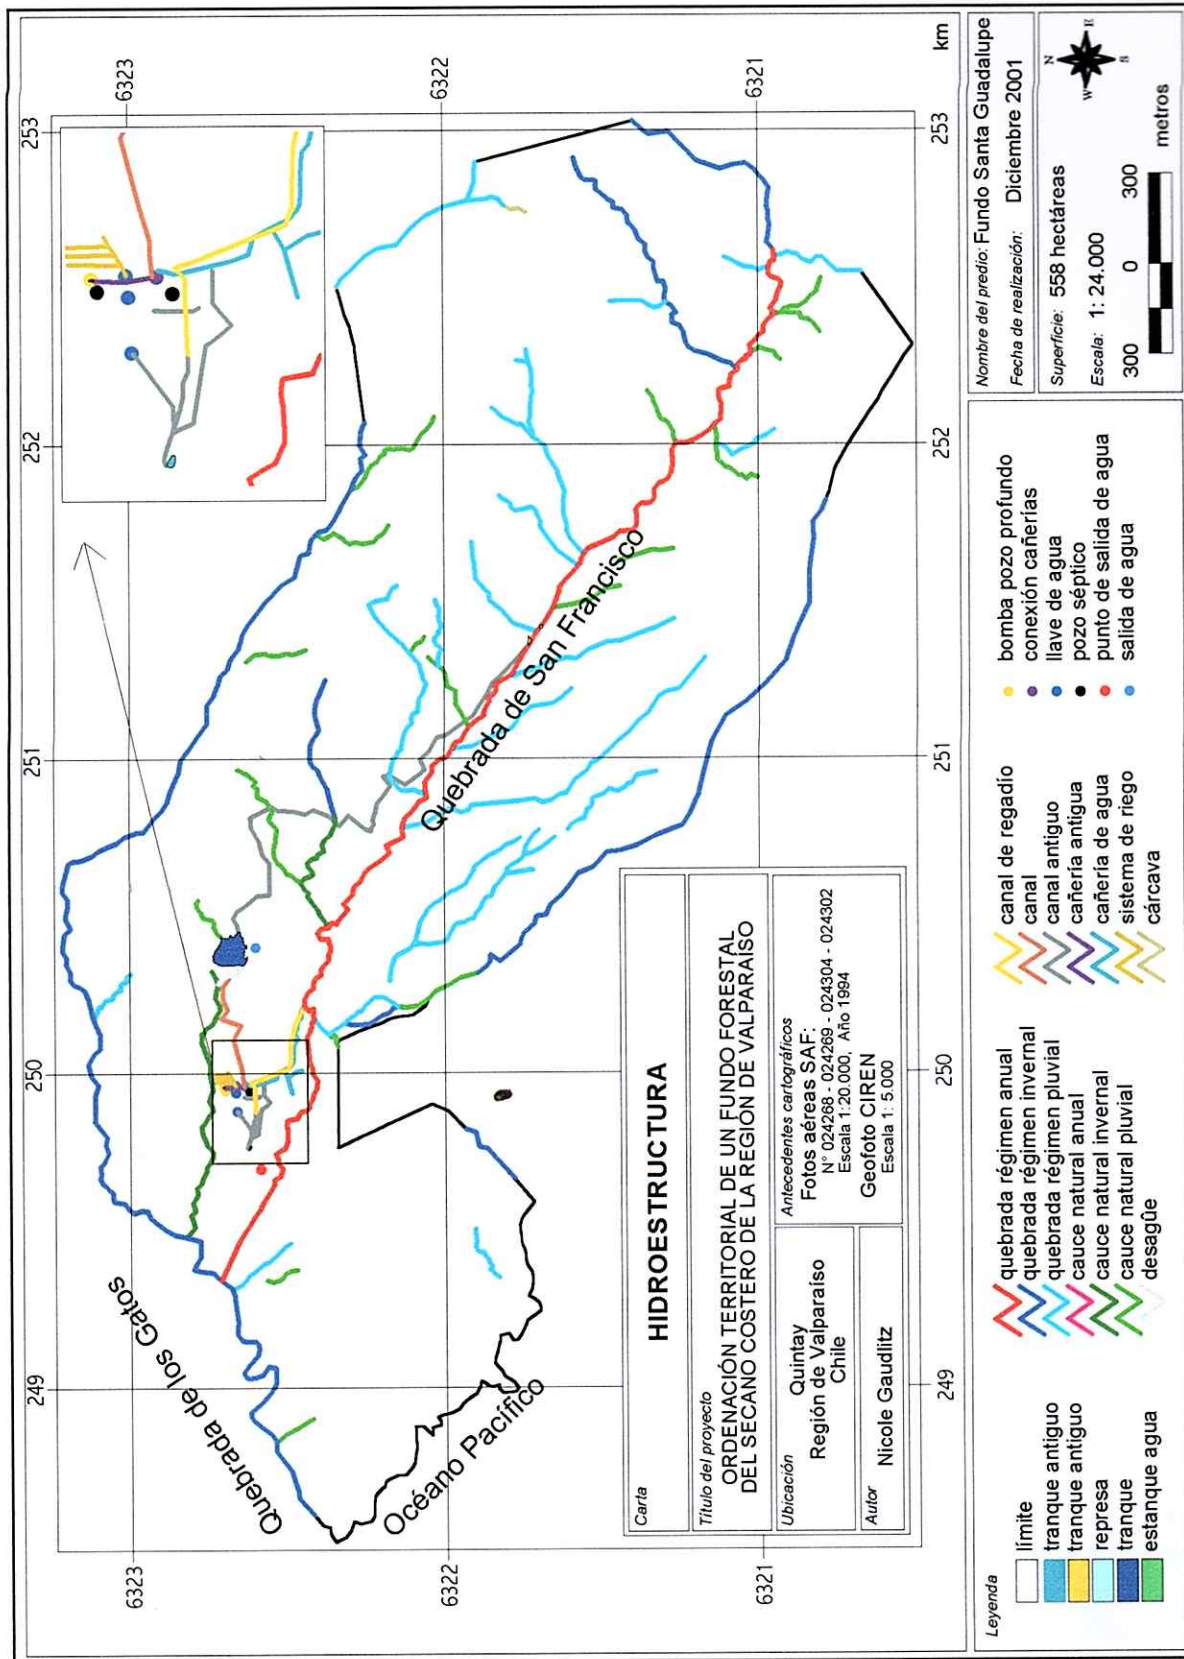 253
252
251
250
249
6323
6322
6321
km
6323
6322
6321
253
252
251
250
249
Quebrada de los Gatos
Océano Pacífico
Quebrada de San Francisco
Carta
HIDROESTRUCTURA
Título del proyecto
ORDENACIÓN TERRITORIAL DE UN FUNDO FORESTAL
DEL SECANO COSTERO DE LA REGIÓN DE VALPARAÍSO
Ubicación
Quintay
Región de Valparaíso
Chile
Autor
Nicole Gaudlitz
Antecedentes cartográficos
Fotos aéreas SAF:
N° 024268 - 024269 - 024304 - 024302
Escala 1:20.000, Año 1994
Geofoto CIREN
Escala 1: 5.000
Leyenda
límite
tranque antiguo
tranque antiguo
represa
tranque
estanque agua
quebrada régimen anual
quebrada régimen invernal
quebrada régimen pluvial
cauce natural anual
cauce natural invernal
cauce natural pluvial
desagüe
canal de regadío
canal
canal antiguo
cañería antigua
cañería de agua
sistema de riego
cárcava
bomba pozo profundo
conexión cañerías
llave de agua
pozo séptico
punto de salida de agua
salida de agua
Nombre del predio: Fundo Santa Guadalupe
Fecha de realización: Diciembre 2001
Superficie: 558 hectáreas
Escala: 1: 24.000
300 0 300
metros
N
W E
S